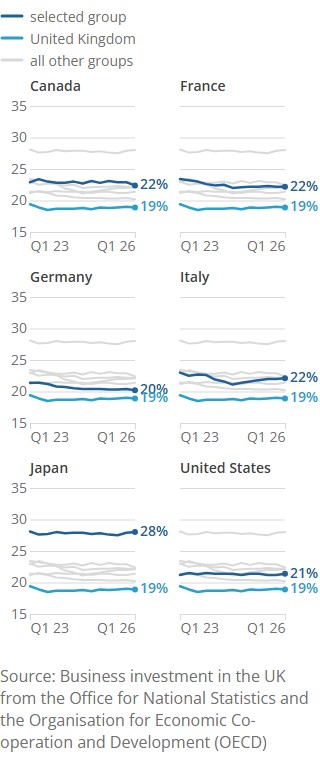 selected group
United Kingdom
all other groups
Canada
France
35
30
25
20
15
22%
19%
22%
19%
Q1 23
Q1 26
Q1 23
Q1 26
Germany
Italy
35
30
25
20
15
20%
19%
22%
19%
Q1 23
Q1 26
Q1 23
Q1 26
Japan
United States
35
30
25
20
15
28%
19%
21%
19%
Q1 23
Q1 26
Q1 23
Q1 26
Source: Business investment in the UK
from the Office for National Statistics and
the Organisation for Economic Co-
operation and Development (OECD)